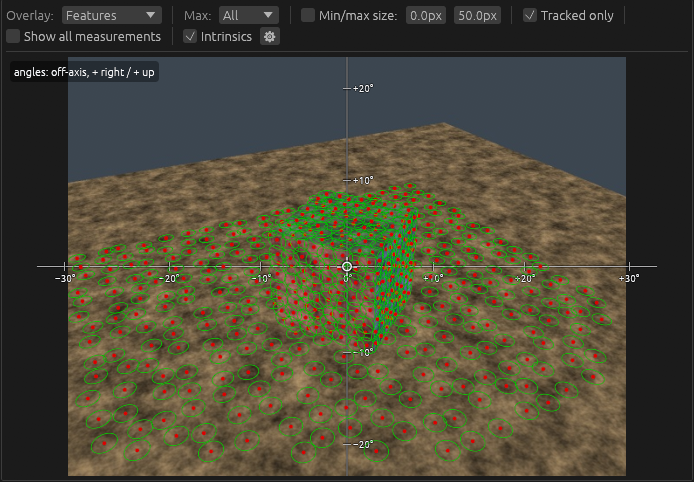 Overlay: Features Max: All Min/max size: 0.0px 50.0px Tracked only
Show all measurements Intrinsics
angles: off-axis, + right / + up
+20°
+10°
−30° −20° −10° 0° +10° +20° +30°
−10°
−20°